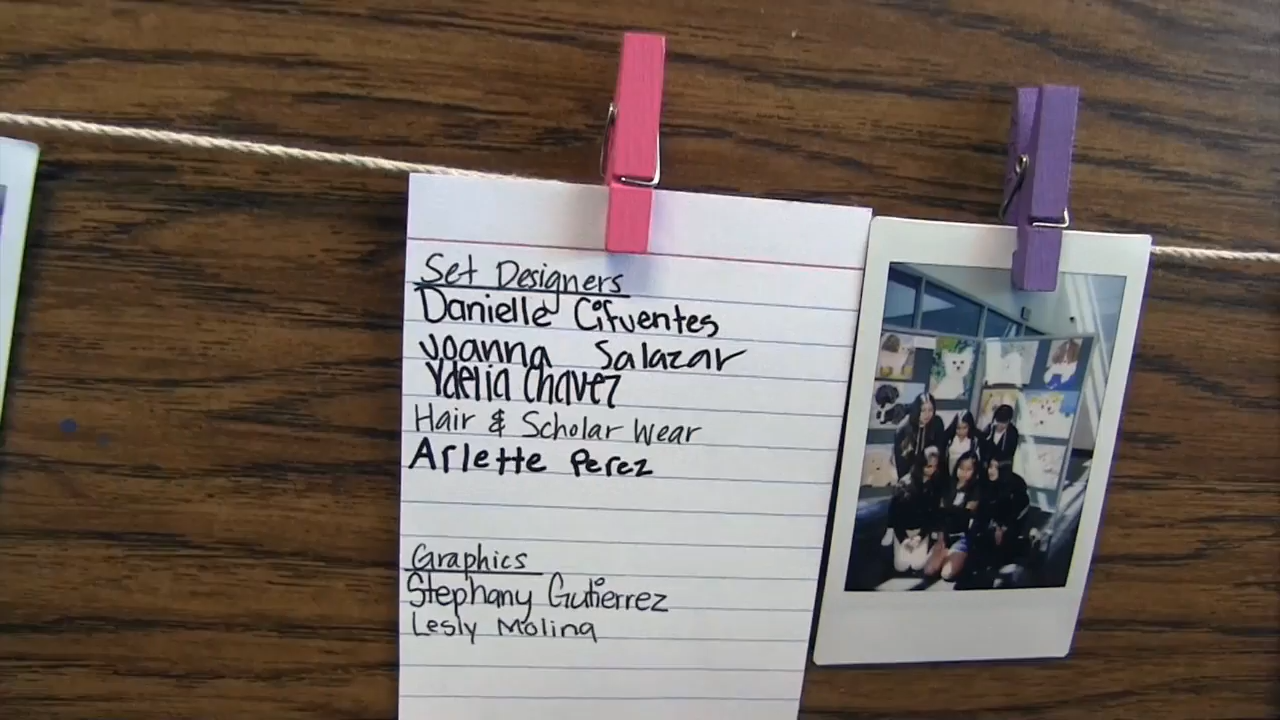 Set Designers
Danielle Cifuentes
Joanna Salazar
Ydelia Chavez
Hair & Scholar Wear
Arlette Perez
Graphics
Stephany Gutierrez
Lesly Molina